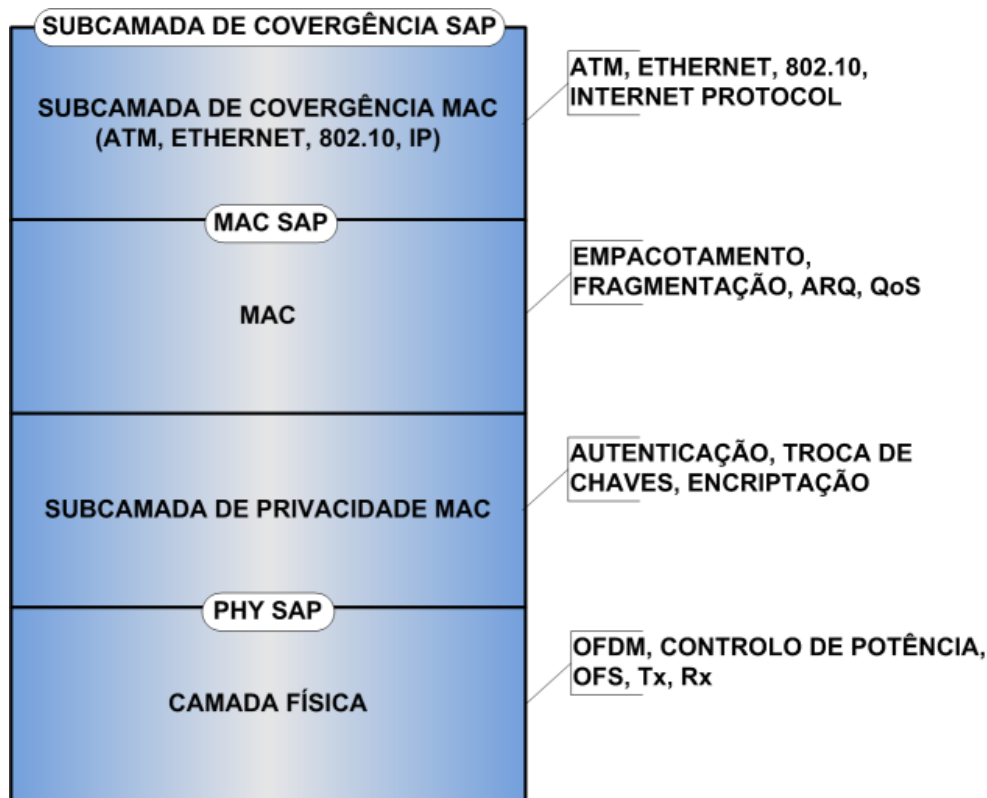 SUBCAMADA DE COVERGÊNCIA SAP
ATM, ETHERNET, 802.10,
INTERNET PROTOCOL
SUBCAMADA DE COVERGÊNCIA MAC
(ATM, ETHERNET, 802.10, IP)
MAC SAP
EMPACOTAMENTO,
FRAGMENTAÇÃO, ARQ, QoS
MAC
AUTENTICAÇÃO, TROCA DE
CHAVES, ENCRIPTAÇÃO
SUBCAMADA DE PRIVACIDADE MAC
PHY SAP
OFDM, CONTROLO DE POTÊNCIA,
OFS, Tx, Rx
CAMADA FÍSICA